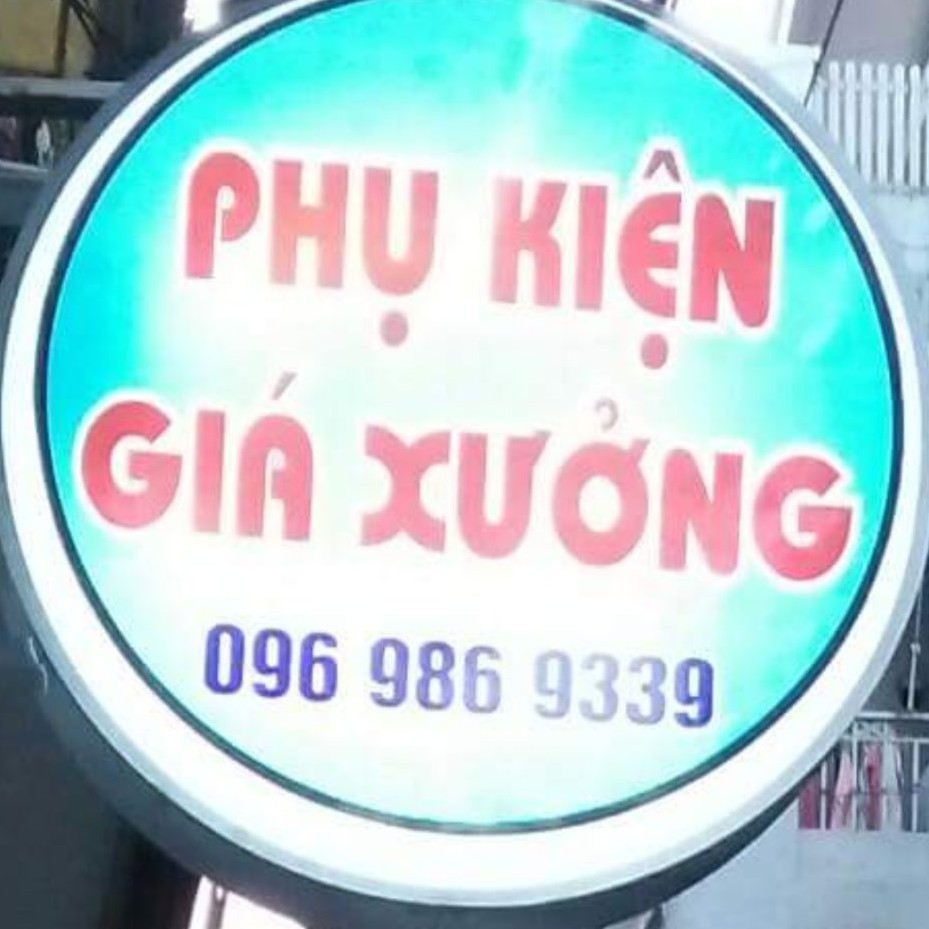 PHỤ KIỆN
GIÁ XƯỞNG
096 986 9339